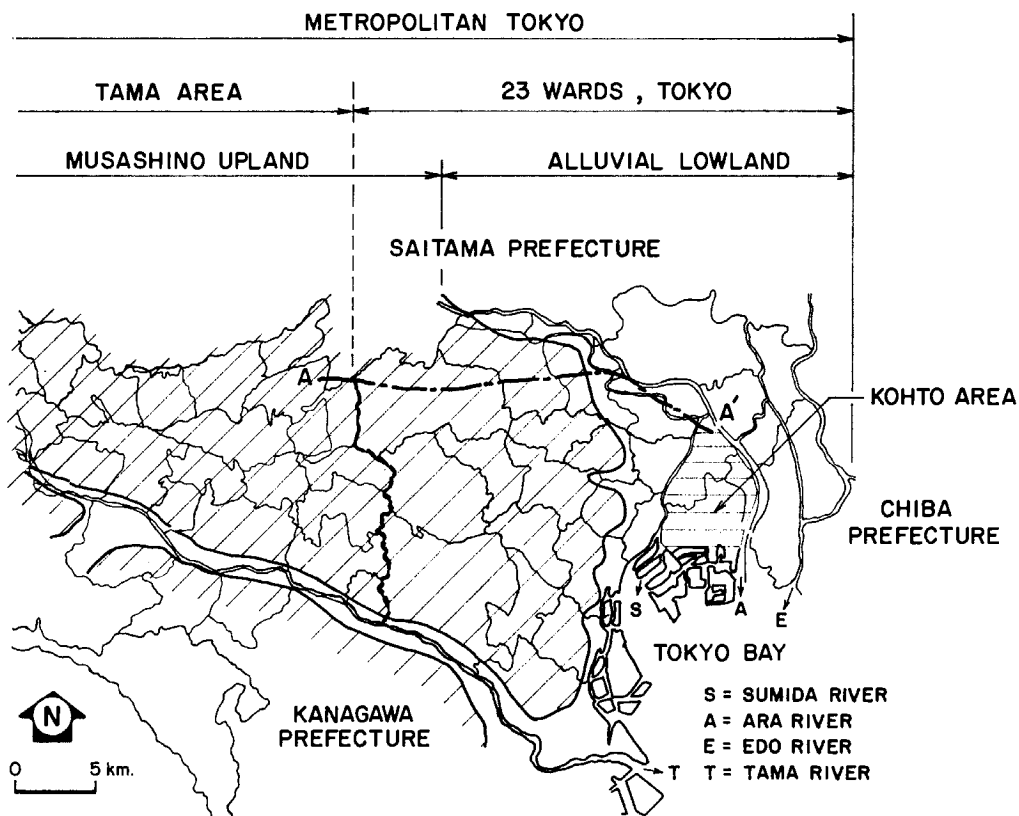 METROPOLITAN TOKYO
TAMA AREA
23 WARDS , TOKYO
MUSASHINO UPLAND
ALLUVIAL LOWLAND
SAITAMA PREFECTURE
A
A'
KOHTO AREA
CHIBA
PREFECTURE
S
A
E
TOKYO BAY
KANAGAWA
PREFECTURE
N
0 5 km.
S = SUMIDA RIVER
A = ARA RIVER
E = EDO RIVER
T T = TAMA RIVER